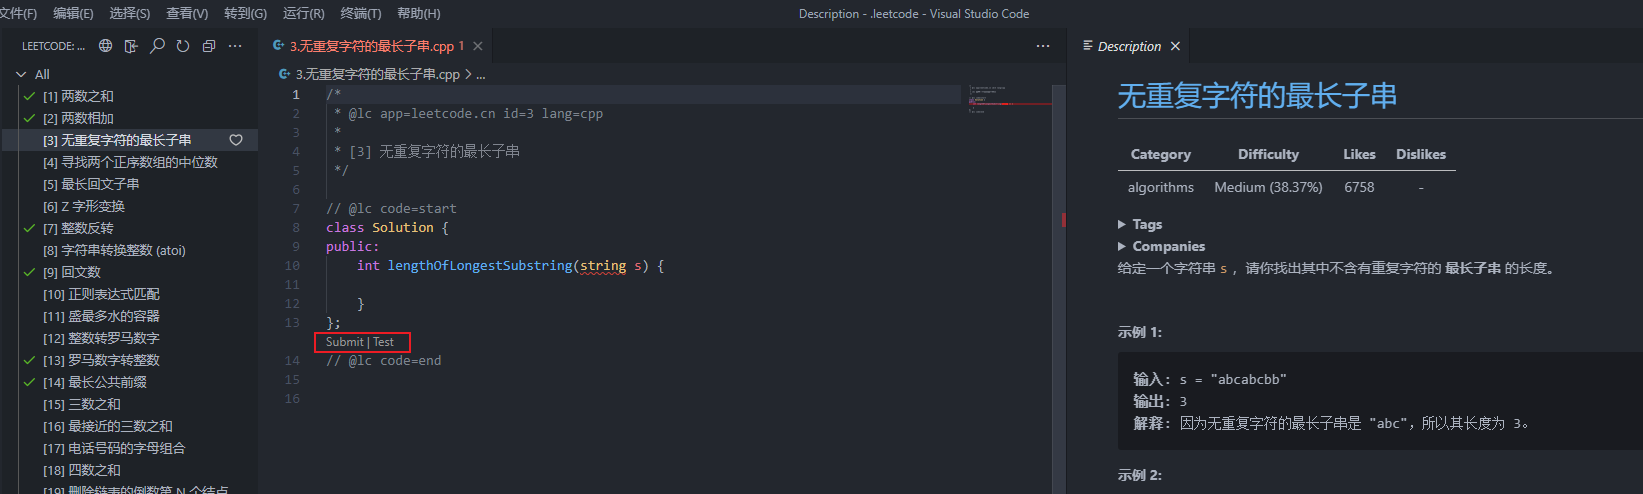 文件(F) 编辑(E) 选择(S) 查看(V) 转到(G) 运行(R) 终端(T) 帮助(H)
Description - .leetcode - Visual Studio Code
LEETCODE: ...
All
[1] 两数之和
[2] 两数相加
[3] 无重复字符的最长子串
[4] 寻找两个正序数组的中位数
[5] 最长回文子串
[6] Z 字形变换
[7] 整数反转
[8] 字符串转换整数 (atoi)
[9] 回文数
[10] 正则表达式匹配
[11] 盛最多水的容器
[12] 整数转罗马数字
[13] 罗马数字转整数
[14] 最长公共前缀
[15] 三数之和
[16] 最接近的三数之和
[17] 电话号码的字母组合
[18] 四数之和
[19] 删除链表的倒数第 N 个结点
3.无重复字符的最长子串.cpp 1
3.无重复字符的最长子串.cpp > ...
1 /*
2 * @lc app=leetcode.cn id=3 lang=cpp
3 *
4 * [3] 无重复字符的最长子串
5 */
6
7 // @lc code=start
8 class Solution {
9 public:
10 int lengthOfLongestSubstring(string s) {
11
12 }
13 };
Submit | Test
14 // @lc code=end
15
16
Description
无重复字符的最长子串
Category Difficulty Likes Dislikes
algorithms Medium (38.37%) 6758 -
Tags
Companies
给定一个字符串 s ，请你找出其中不含有重复字符的 最长子串 的长度。
示例 1:
输入: s = "abcabcbb"
输出: 3
解释: 因为无重复字符的最长子串是 "abc"，所以其长度为 3。
示例 2: